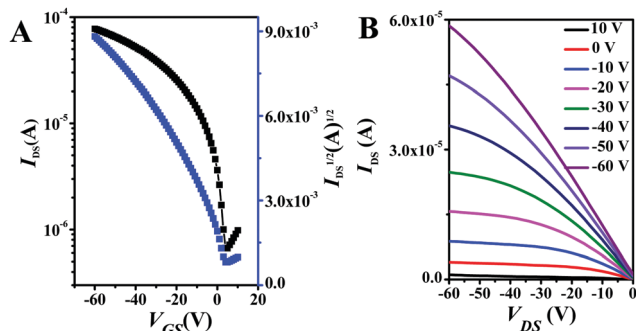 A
B
I_DS(A)
10^-4
10^-5
10^-6
-60 -40 -20 0 20
V_GS(V)
9.0x10^-3
6.0x10^-3
3.0x10^-3
0.0
I_DS^1/2(A)^1/2
I_DS (A)
6.0x10^-5
3.0x10^-5
0.0
-60 -50 -40 -30 -20 -10 0
V_DS (V)
10 V
0 V
-10 V
-20 V
-30 V
-40 V
-50 V
-60 V